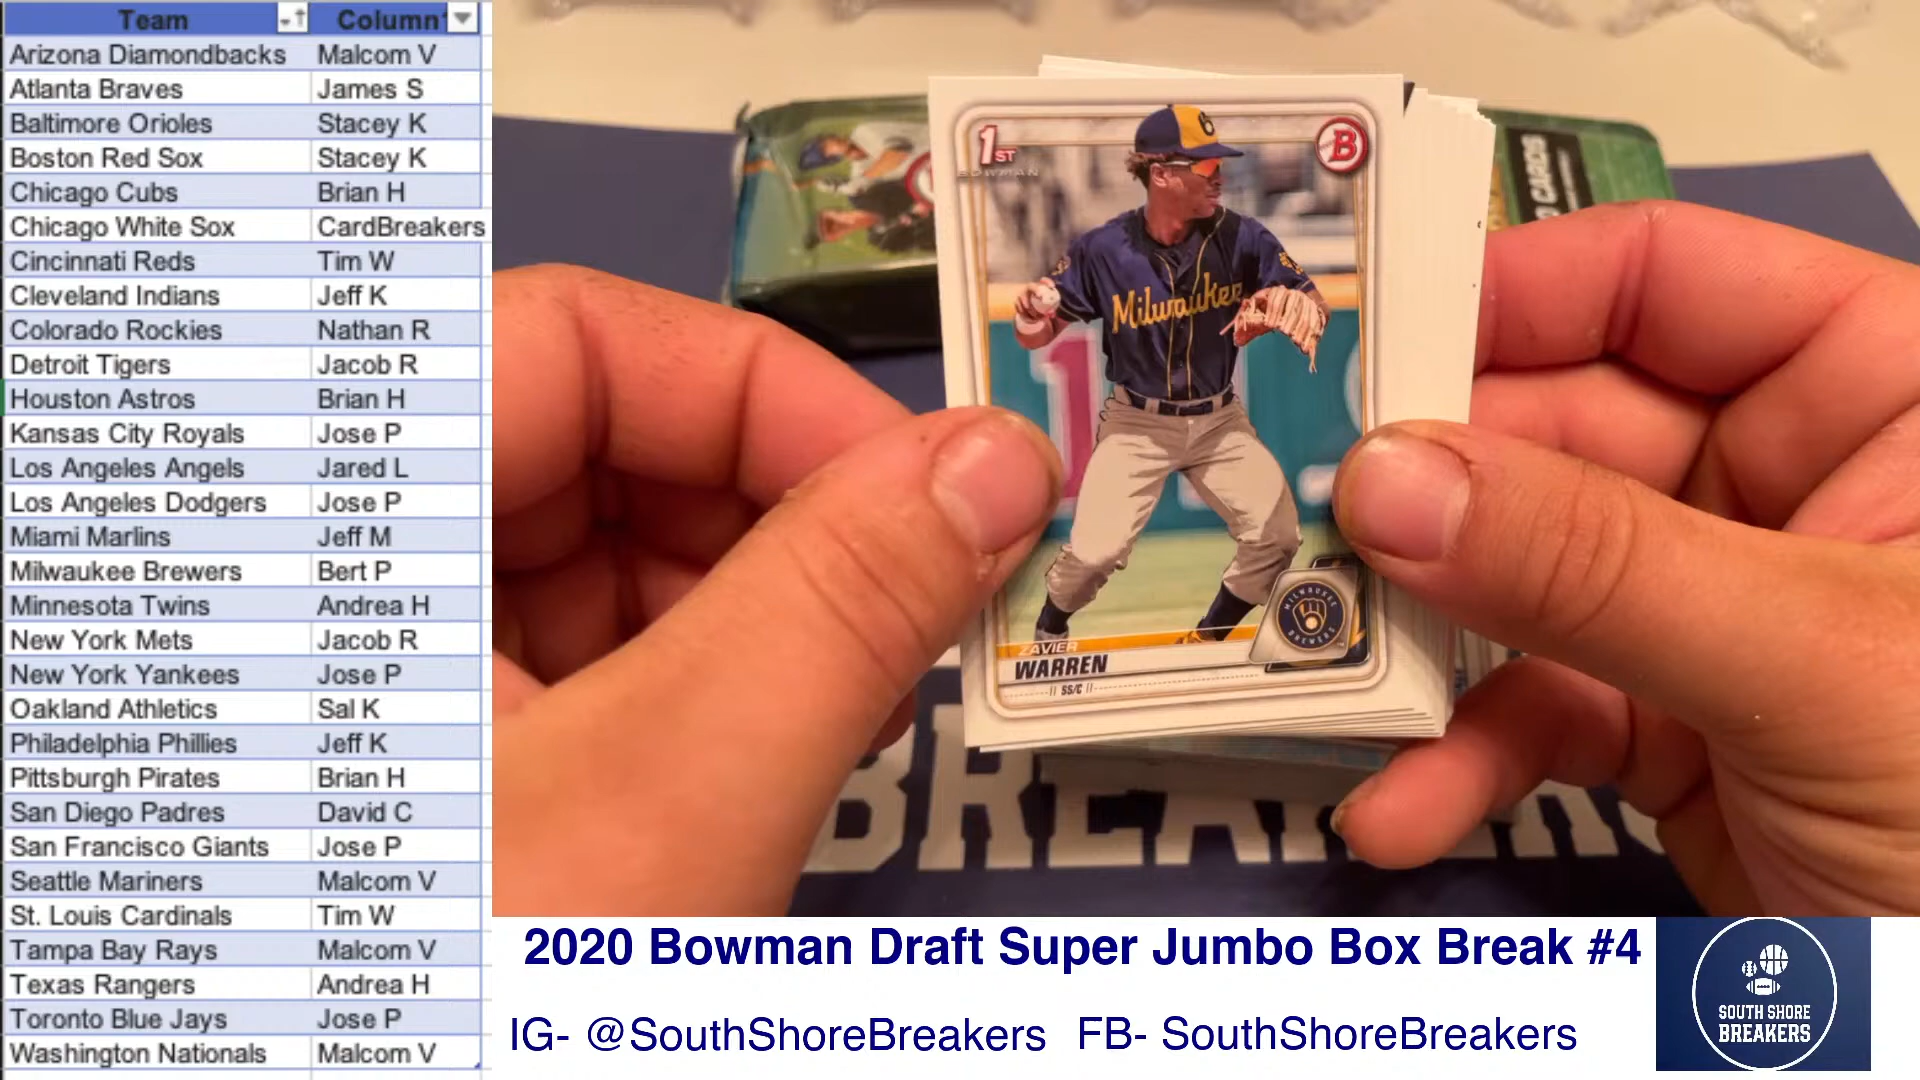 Team Column
Arizona Diamondbacks Malcom V
Atlanta Braves James S
Baltimore Orioles Stacey K
Boston Red Sox Stacey K
Chicago Cubs Brian H
Chicago White Sox CardBreakers
Cincinnati Reds Tim W
Cleveland Indians Jeff K
Colorado Rockies Nathan R
Detroit Tigers Jacob R
Houston Astros Brian H
Kansas City Royals Jose P
Los Angeles Angels Jared L
Los Angeles Dodgers Jose P
Miami Marlins Jeff M
Milwaukee Brewers Bert P
Minnesota Twins Andrea H
New York Mets Jacob R
New York Yankees Jose P
Oakland Athletics Sal K
Philadelphia Phillies Jeff K
Pittsburgh Pirates Brian H
San Diego Padres David C
San Francisco Giants Jose P
Seattle Mariners Malcom V
St. Louis Cardinals Tim W
Tampa Bay Rays Malcom V
Texas Rangers Andrea H
Toronto Blue Jays Jose P
Washington Nationals Malcom V
1ST
BOWMAN
B
CARDS
Milwaukee
MILWAUKEE
BREWERS
ZAVIER
WARREN
SS/C
BREAKERS
2020 Bowman Draft Super Jumbo Box Break #4
IG- @SouthShoreBreakers FB- SouthShoreBreakers
SOUTH SHORE
BREAKERS